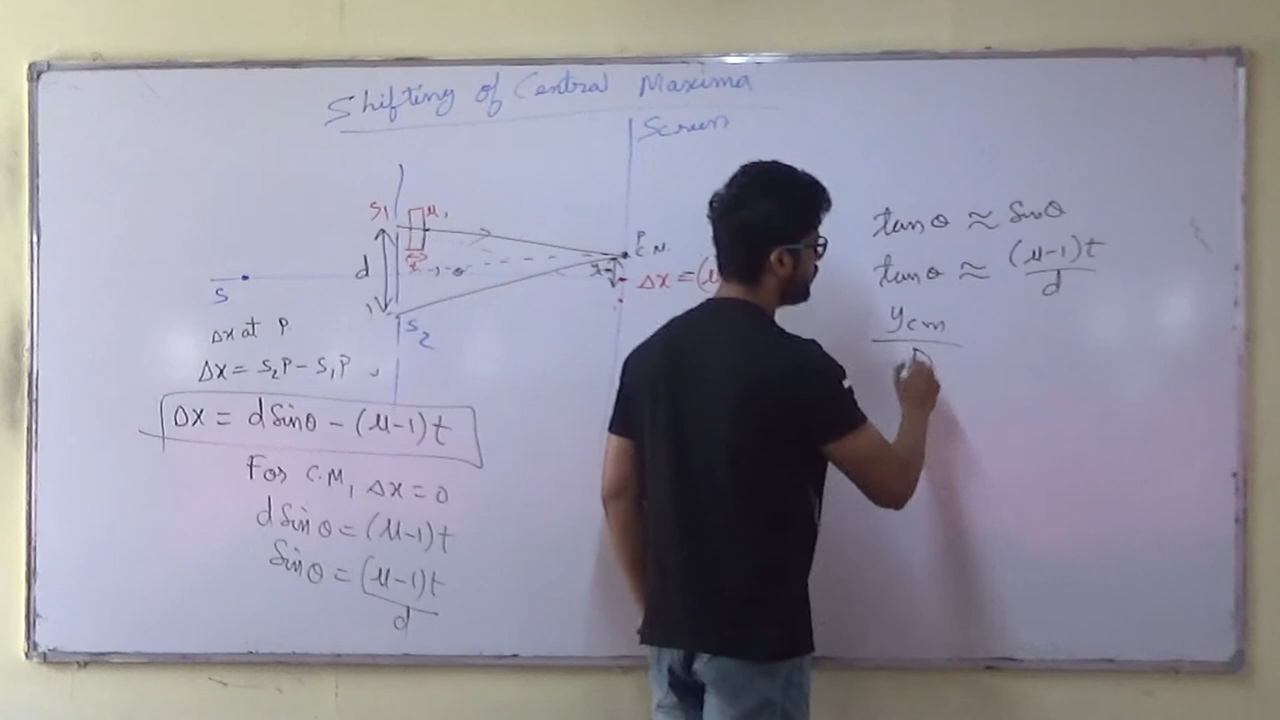 Shifting of Central Maxima
Screen
S1
μ,
P
C.M.
d
t
θ
S
S2
Δx = (μ
Δx at P
Δx = S2P - S1P
Δx = d Sinθ - (μ-1)t
For C.M, Δx = 0
d Sinθ = (μ-1)t
Sinθ = (μ-1)t
d
tanθ ≈ Sinθ
tanθ ≈ (μ-1)t
d
ycm
D